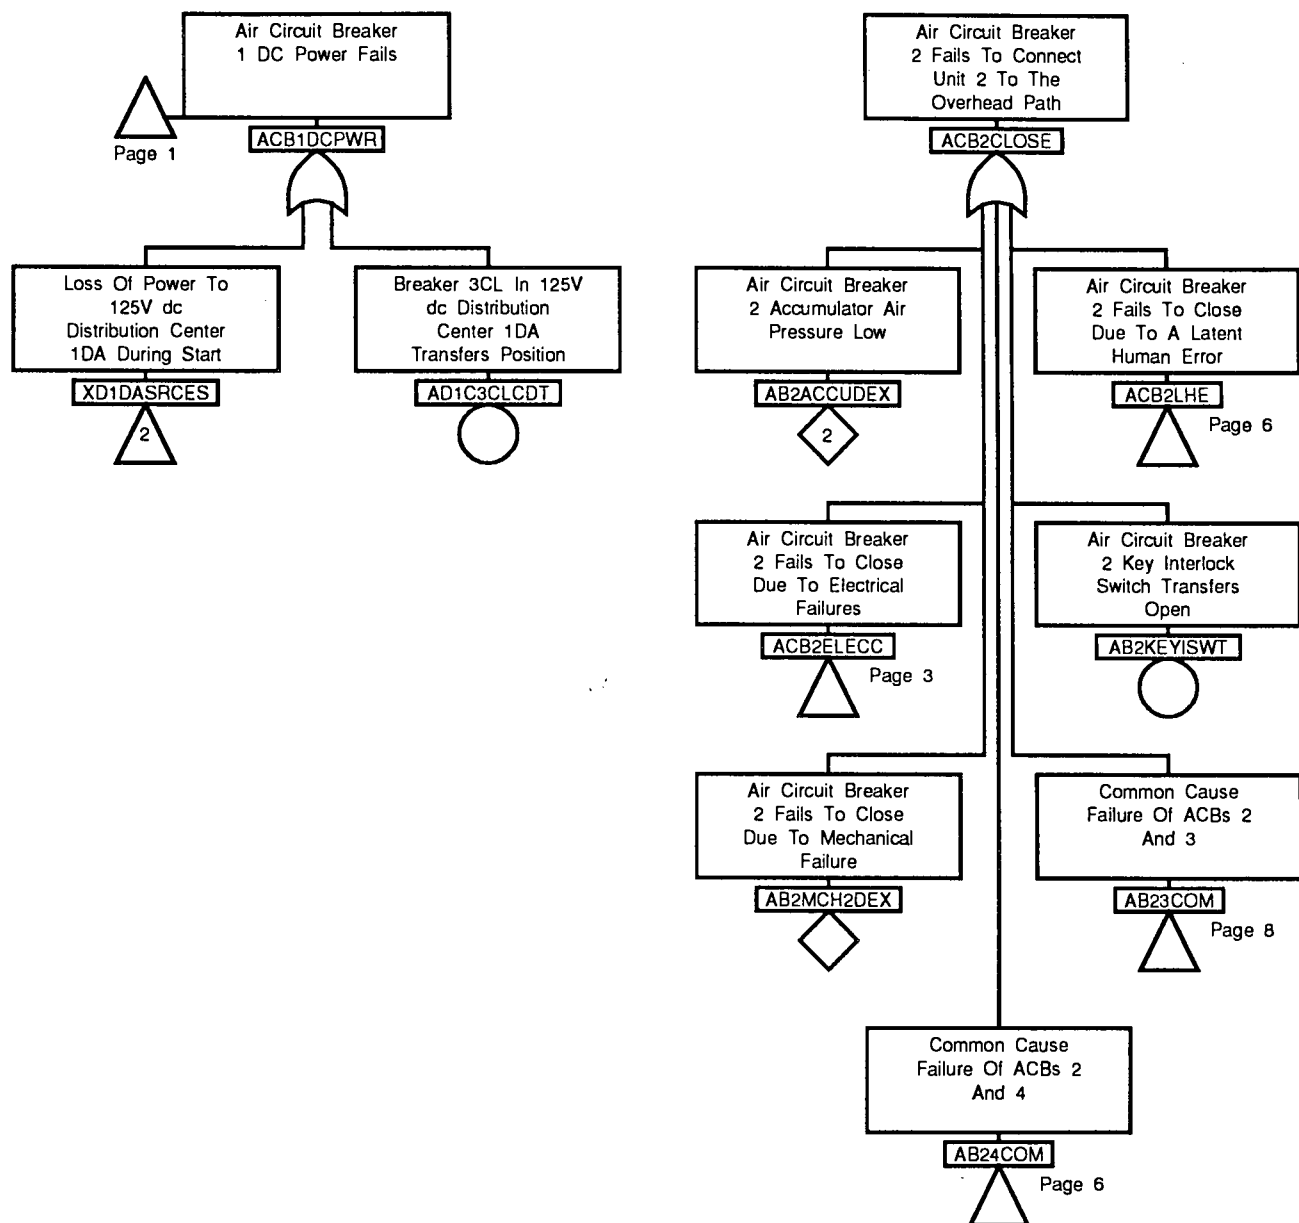 Air Circuit Breaker
1 DC Power Fails
Page 1
ACB1DCPWR
Loss Of Power To
125V dc
Distribution Center
1DA During Start
XD1DASRCES
2
Breaker 3CL In 125V
dc Distribution
Center 1DA
Transfers Position
AD1C3CLCDT
Air Circuit Breaker
2 Fails To Connect
Unit 2 To The
Overhead Path
ACB2CLOSE
Air Circuit Breaker
2 Accumulator Air
Pressure Low
AB2ACCUDEX
2
Air Circuit Breaker
2 Fails To Close
Due To A Latent
Human Error
ACB2LHE
Page 6
Air Circuit Breaker
2 Fails To Close
Due To Electrical
Failures
ACB2ELECC
Page 3
Air Circuit Breaker
2 Key Interlock
Switch Transfers
Open
AB2KEYISWT
Air Circuit Breaker
2 Fails To Close
Due To Mechanical
Failure
AB2MCH2DEX
Common Cause
Failure Of ACBs 2
And 3
AB23COM
Page 8
Common Cause
Failure Of ACBs 2
And 4
AB24COM
Page 6